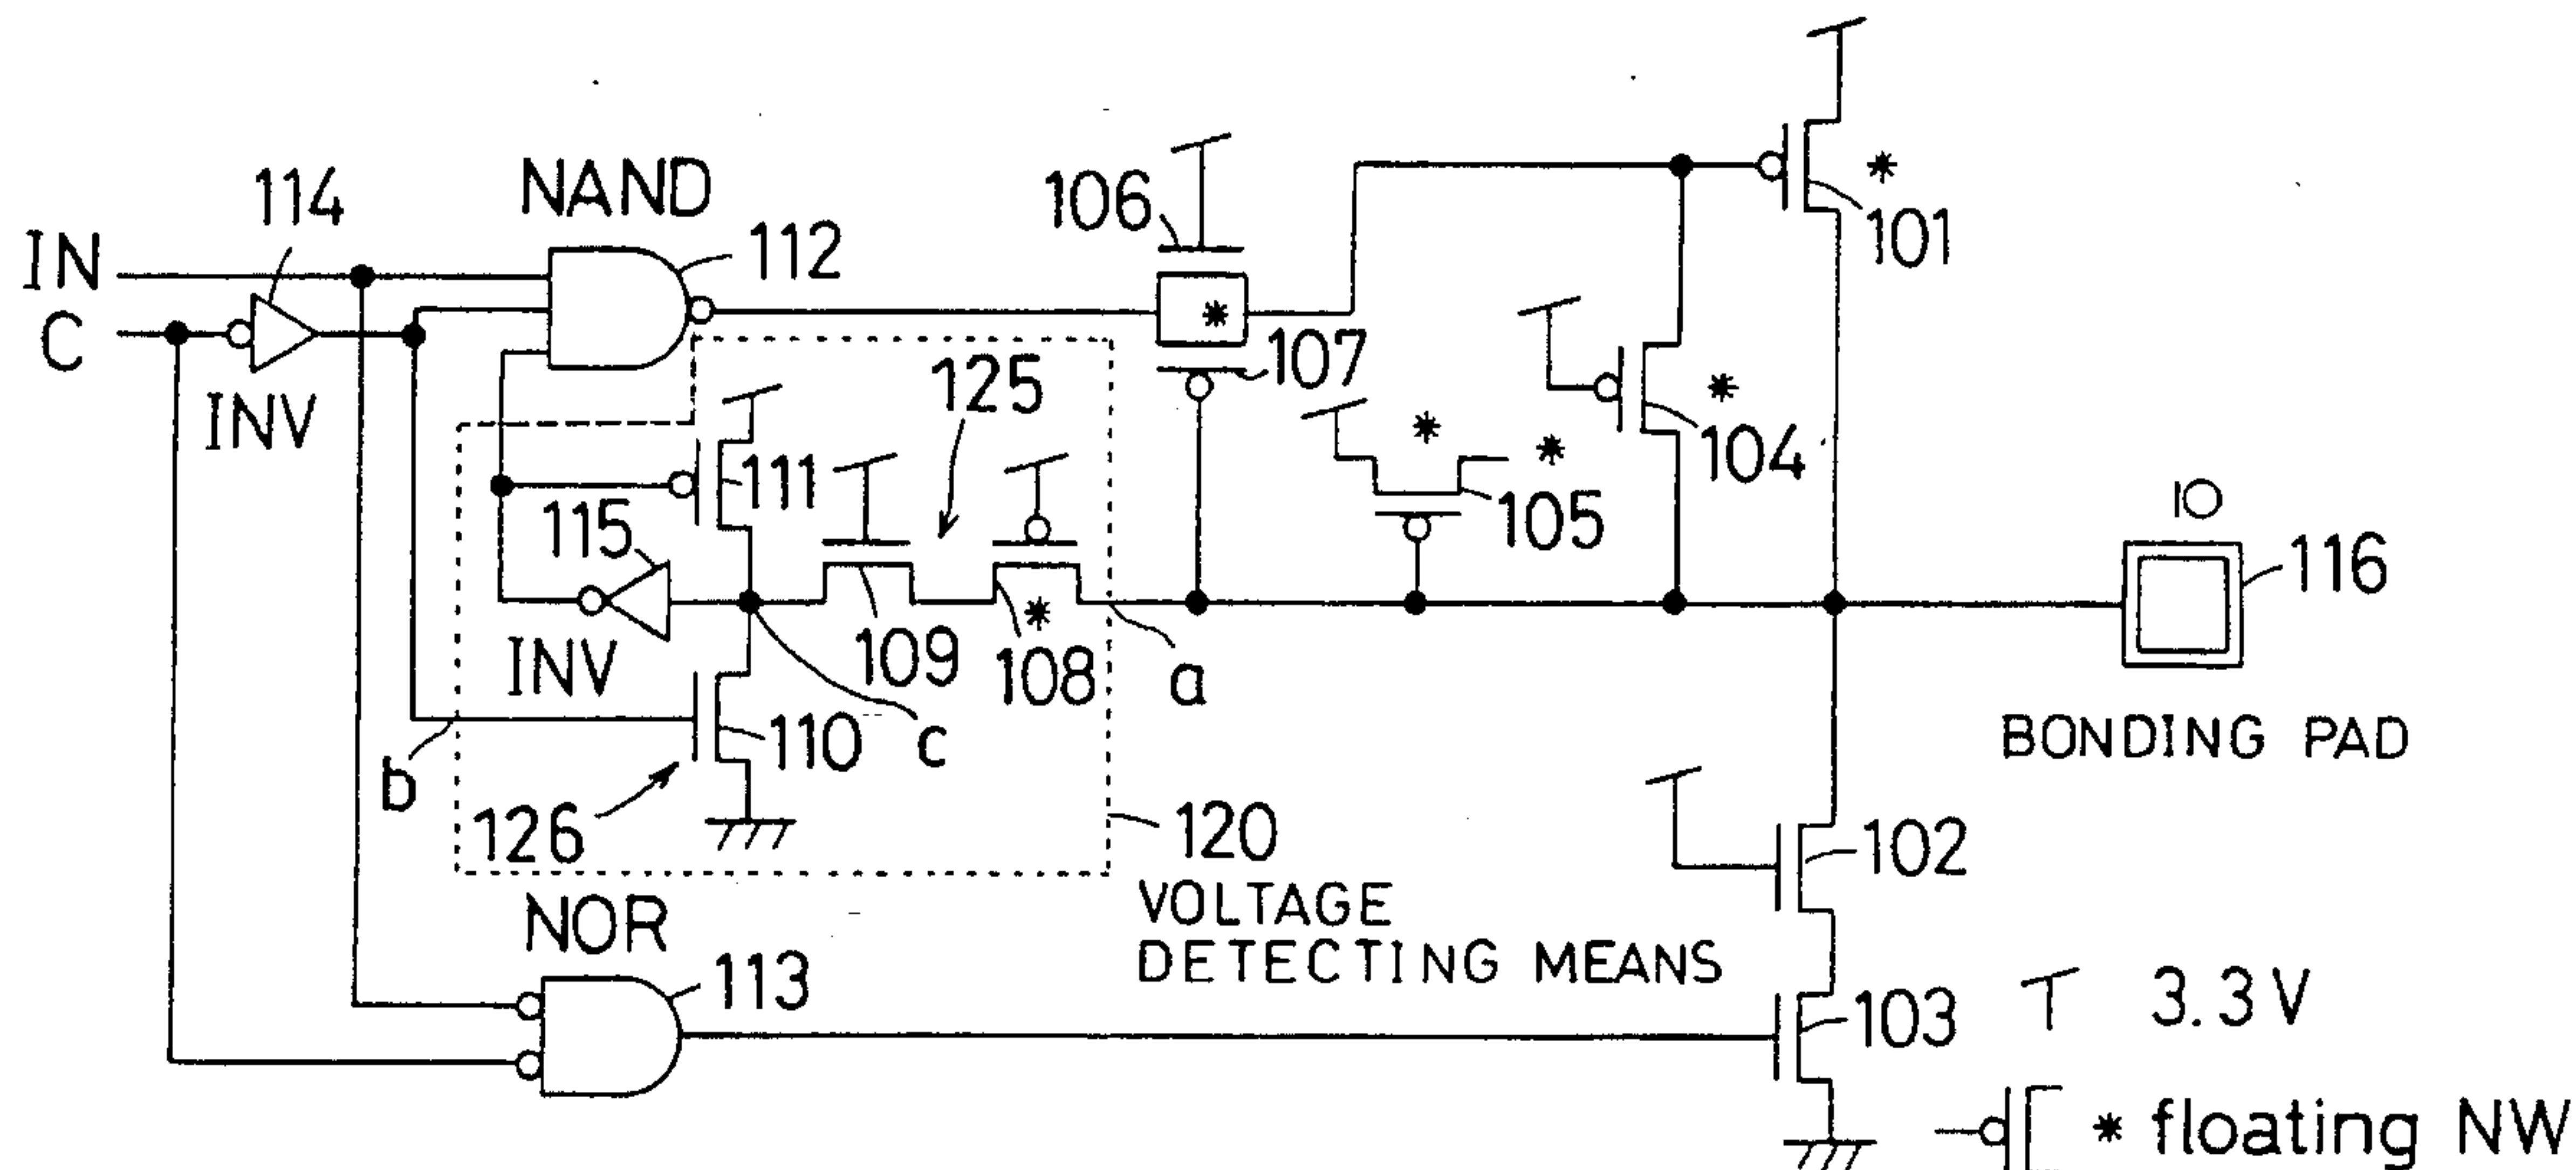 IN
C
114
INV
NAND
112
106
*
107
*
101
*
104
*
*
105
125
111
115
INV
109
*
108
a
c
b
110
126
120
VOLTAGE
DETECTING MEANS
NOR
113
IO
116
BONDING PAD
102
103
3.3V
* floating NW